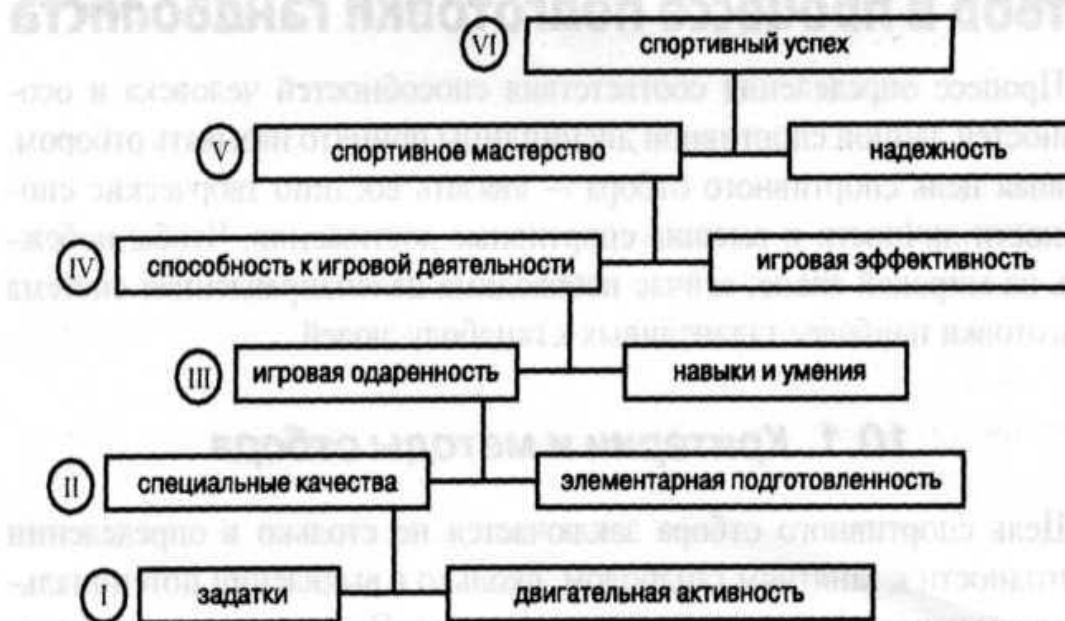 VI спортивный успех
V спортивное мастерство надежность
IV способность к игровой деятельности игровая эффективность
III игровая одаренность навыки и умения
II специальные качества элементарная подготовленность
I задатки двигательная активность